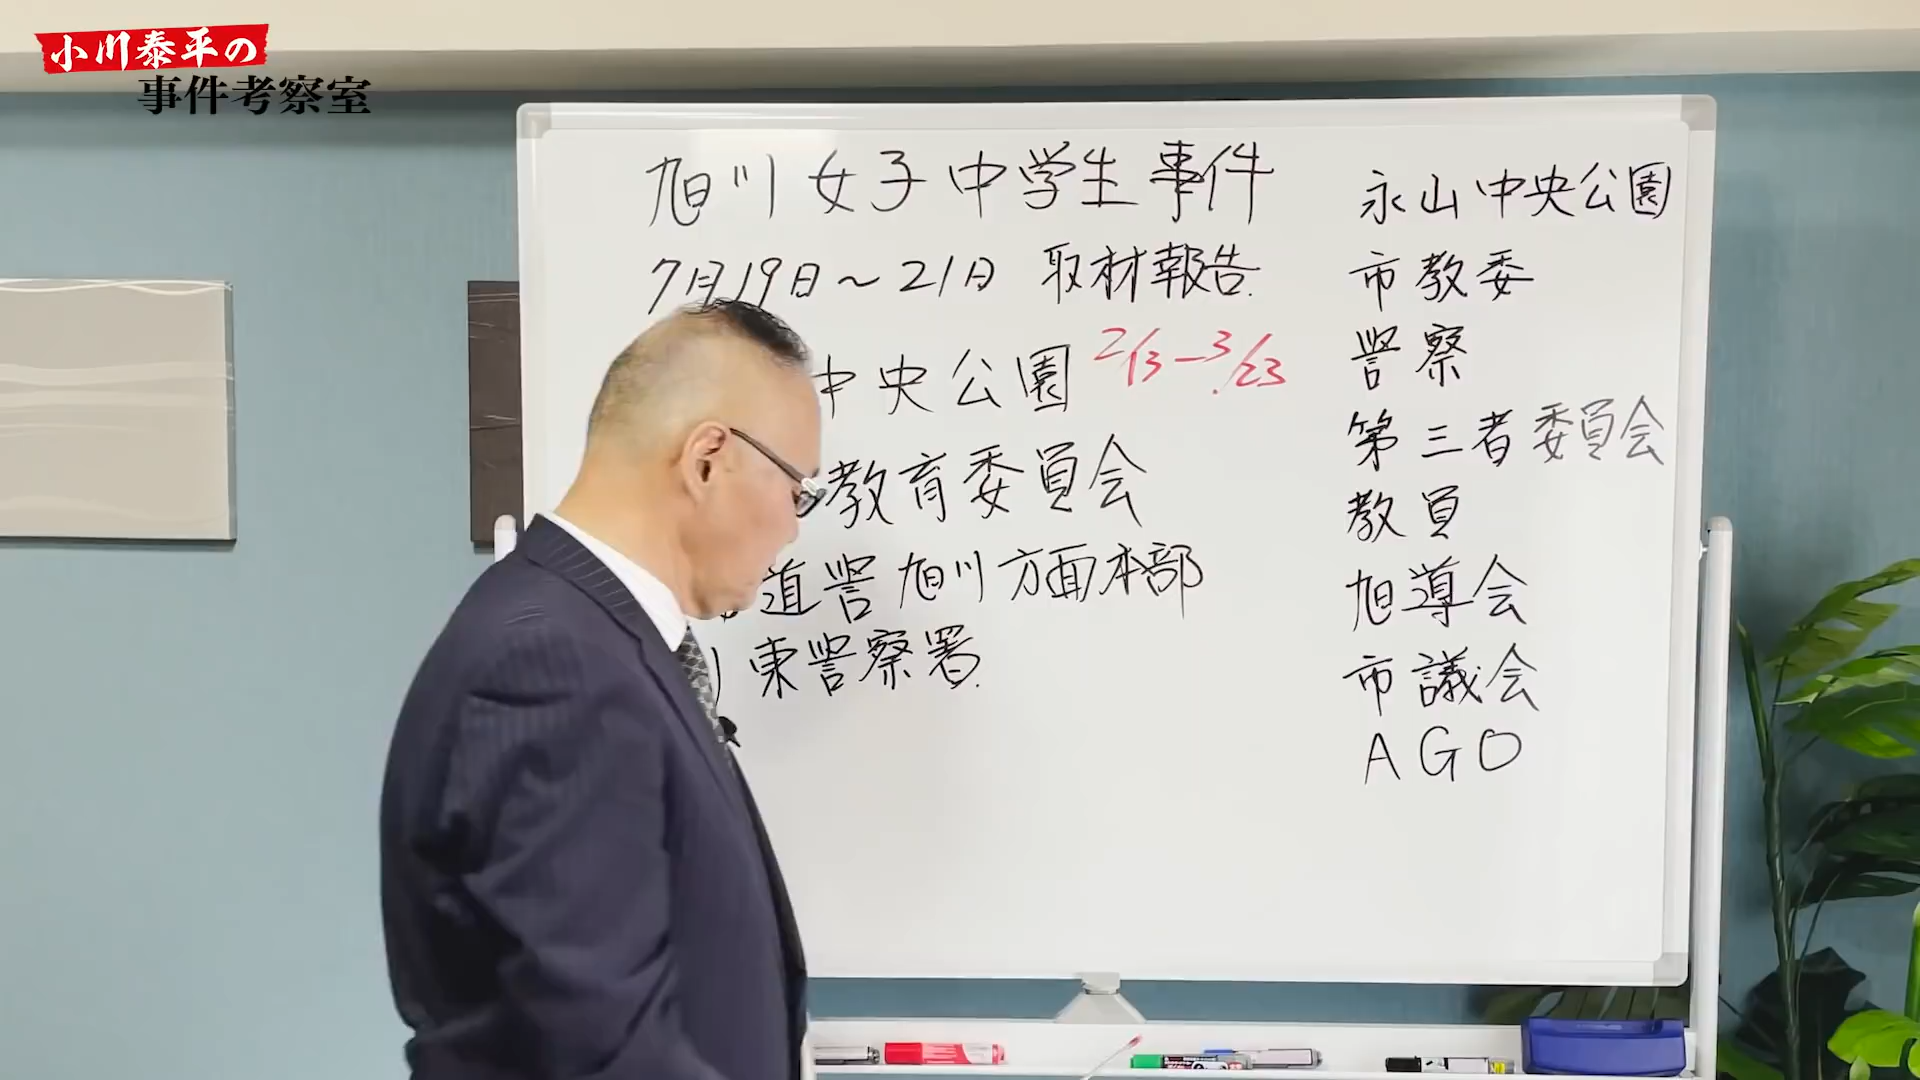 小川泰平の
事件考察室
旭川女子中学生事件
7月19日〜21日 取材報告.
中央公園 2/13-3/23
教育委員会
道警旭川方面本部
川東警察署.
永山中央公園
市教委
警察
第三者委員会
教員
旭導会
市議会
AGO